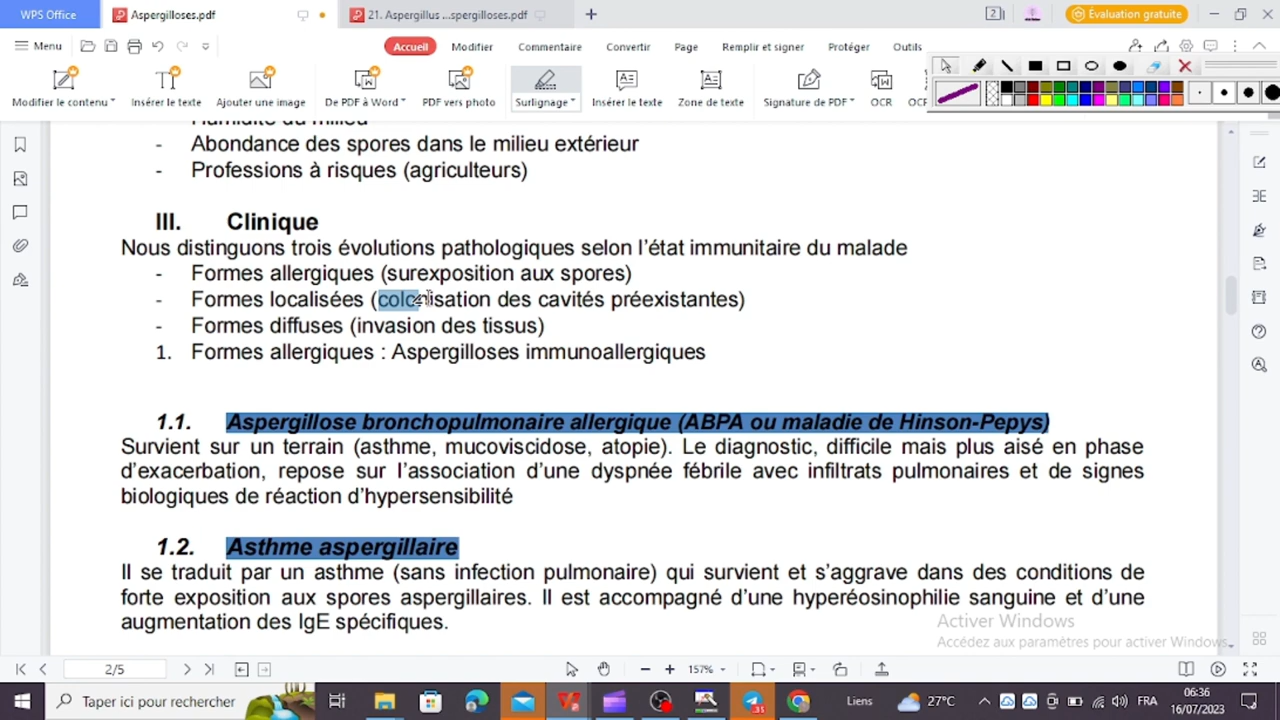 WPS Office
Aspergilloses.pdf
21. Aspergillus ...spergilloses.pdf
Évaluation gratuite
Menu
Accueil
Modifier
Commentaire
Convertir
Page
Remplir et signer
Protéger
Outils
Modifier le contenu
Insérer le texte
Ajouter une image
De PDF à Word
PDF vers photo
Surlignage
Insérer le texte
Zone de texte
Signature de PDF
OCR
- Humidité du milieu
- Abondance des spores dans le milieu extérieur
- Professions à risques (agriculteurs)
III. Clinique
Nous distinguons trois évolutions pathologiques selon l'état immunitaire du malade
- Formes allergiques (surexposition aux spores)
- Formes localisées (colonisation des cavités préexistantes)
- Formes diffuses (invasion des tissus)
1. Formes allergiques : Aspergilloses immunoallergiques
1.1. Aspergillose bronchopulmonaire allergique (ABPA ou maladie de Hinson-Pepys)
Survient sur un terrain (asthme, mucoviscidose, atopie). Le diagnostic, difficile mais plus aisé en phase
d'exacerbation, repose sur l'association d'une dyspnée fébrile avec infiltrats pulmonaires et de signes
biologiques de réaction d'hypersensibilité
1.2. Asthme aspergillaire
Il se traduit par un asthme (sans infection pulmonaire) qui survient et s'aggrave dans des conditions de
forte exposition aux spores aspergillaires. Il est accompagné d'une hyperéosinophilie sanguine et d'une
augmentation des IgE spécifiques.
Activer Windows
Accédez aux paramètres pour activer Windows.
2/5
157%
Taper ici pour rechercher
Liens
27°C
FRA
06:36
16/07/2023